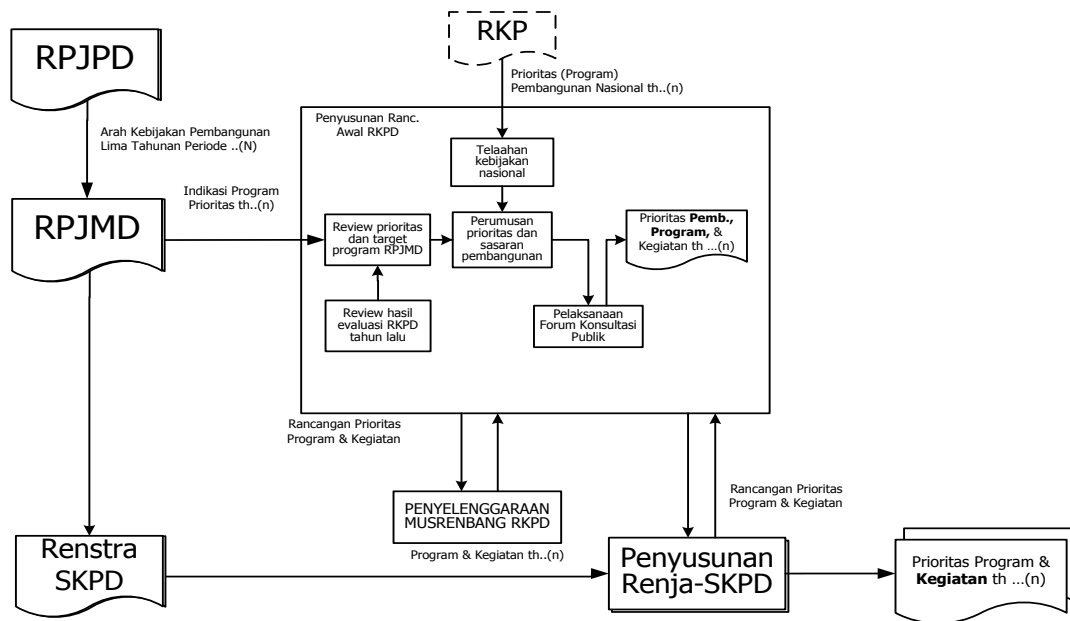 RPJPD
RKP
Prioritas (Program)
Pembangunan Nasional th..(n)
Arah Kebijakan Pembangunan
Lima Tahunan Periode ..(N)
Penyusunan Ranc.
Awal RKPD
Telaahan
kebijakan
nasional
Indikasi Program
Prioritas th..(n)
RPJMD
Review prioritas
dan target
program RPJMD
Perumusan
prioritas dan
sasaran
pembangunan
Prioritas Pemb.,
Program, &
Kegiatan th ...(n)
Review hasil
evaluasi RKPD
tahun lalu
Pelaksanaan
Forum Konsultasi
Publik
Rancangan Prioritas
Program & Kegiatan
PENYELENGGARAAN
MUSRENBANG RKPD
Rancangan Prioritas
Program & Kegiatan
Program & Kegiatan th..(n)
Renstra
SKPD
Penyusunan
Renja-SKPD
Prioritas Program &
Kegiatan th ...(n)